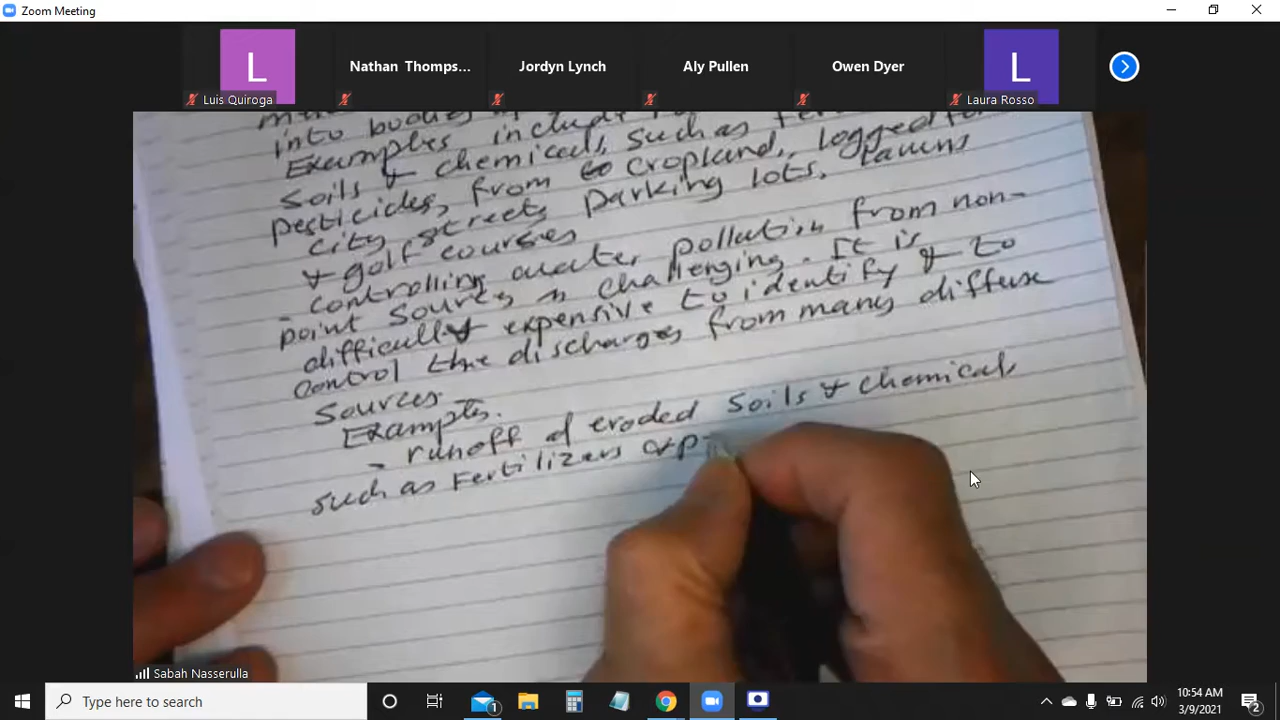 Zoom Meeting
L
Luis Quiroga
Nathan Thomps...
Jordyn Lynch
Aly Pullen
Owen Dyer
L
Laura Rosso
into bodies
Examples include
Soils & chemicals, such as
pesticides, from cropland, logged
city streets parking lots, lawns
& golf courses
- controlling water pollution from non-
point sources is challenging. It is
difficult & expensive to identify & to
control the discharges from many diffuse
Sources
Examples.
- runoff of eroded Soils & chemicals
such as Fertilizers & p
Sabah Nasserulla
Type here to search
1
10:54 AM
3/9/2021
2